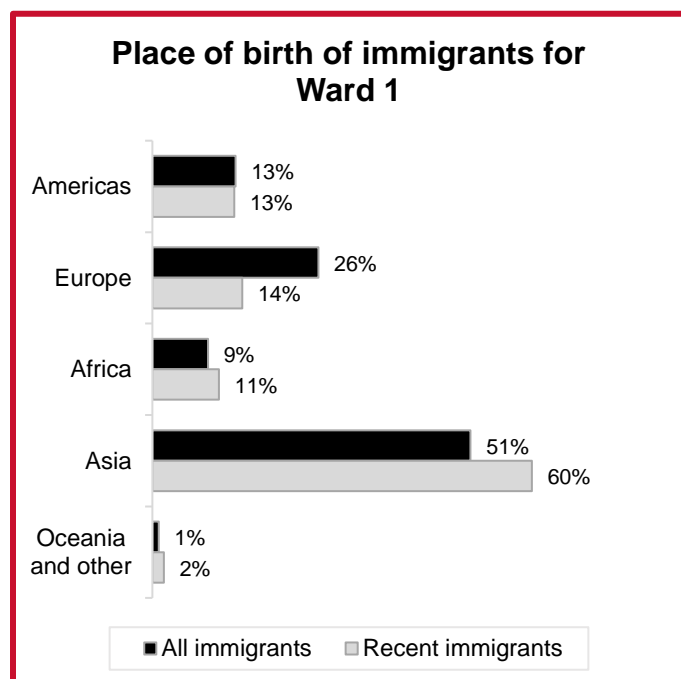 Place of birth of immigrants for
Ward 1
Americas
13%
13%
Europe
26%
14%
Africa
9%
11%
Asia
51%
60%
Oceania
and other
1%
2%
All immigrants
Recent immigrants